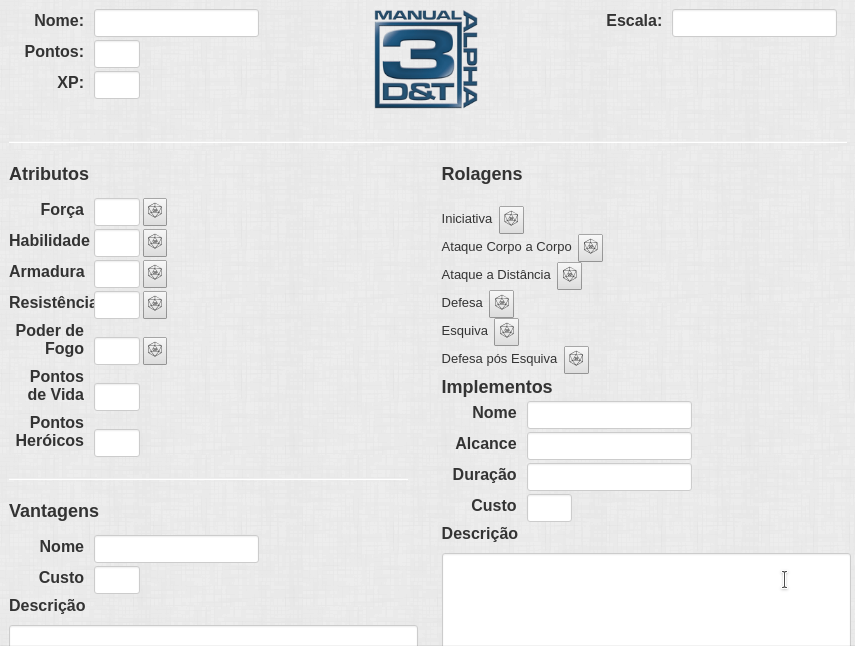 Nome:
Pontos:
XP:
MANUAL
3
D&T
ALPHA
Escala:
Atributos
Força
Habilidade
Armadura
Resistência
Poder de
Fogo
Pontos
de Vida
Pontos
Heróicos
Vantagens
Nome
Custo
Descrição
Rolagens
Iniciativa
Ataque Corpo a Corpo
Ataque a Distância
Defesa
Esquiva
Defesa pós Esquiva
Implementos
Nome
Alcance
Duração
Custo
Descrição